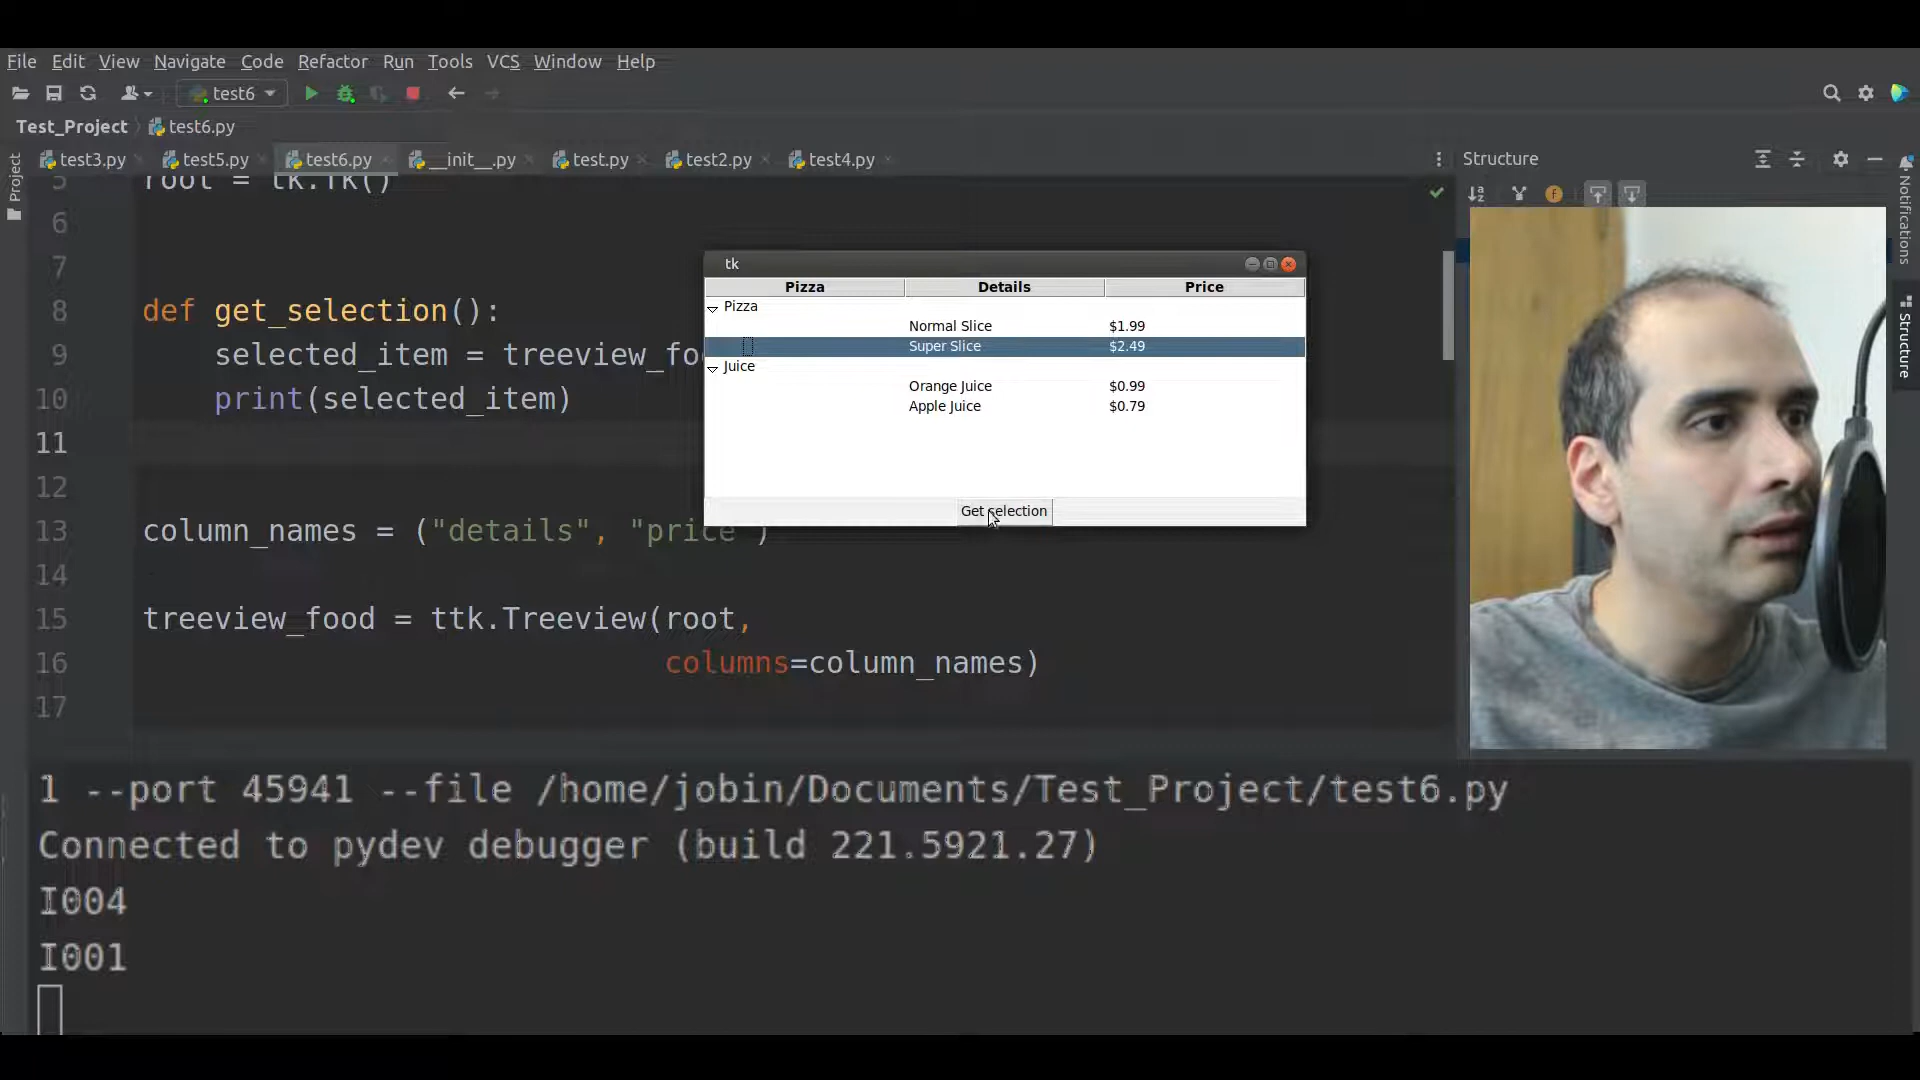 File Edit View Navigate Code Refactor Run Tools VCS Window Help
test6
Test_Project test6.py
test3.py test5.py test6.py __init__.py test.py test2.py test4.py
Structure
Project
Notifications
Structure
5 root = tk.Tk()
6
7
8 def get_selection():
9 selected_item = treeview_fo
10 print(selected_item)
11
12
13 column_names = ("details", "price")
14
15 treeview_food = ttk.Treeview(root,
16 columns=column_names)
17
tk
Pizza Details Price
Pizza
Normal Slice $1.99
Super Slice $2.49
Juice
Orange Juice $0.99
Apple Juice $0.79
Get selection
1 --port 45941 --file /home/jobin/Documents/Test_Project/test6.py
Connected to pydev debugger (build 221.5921.27)
I004
I001